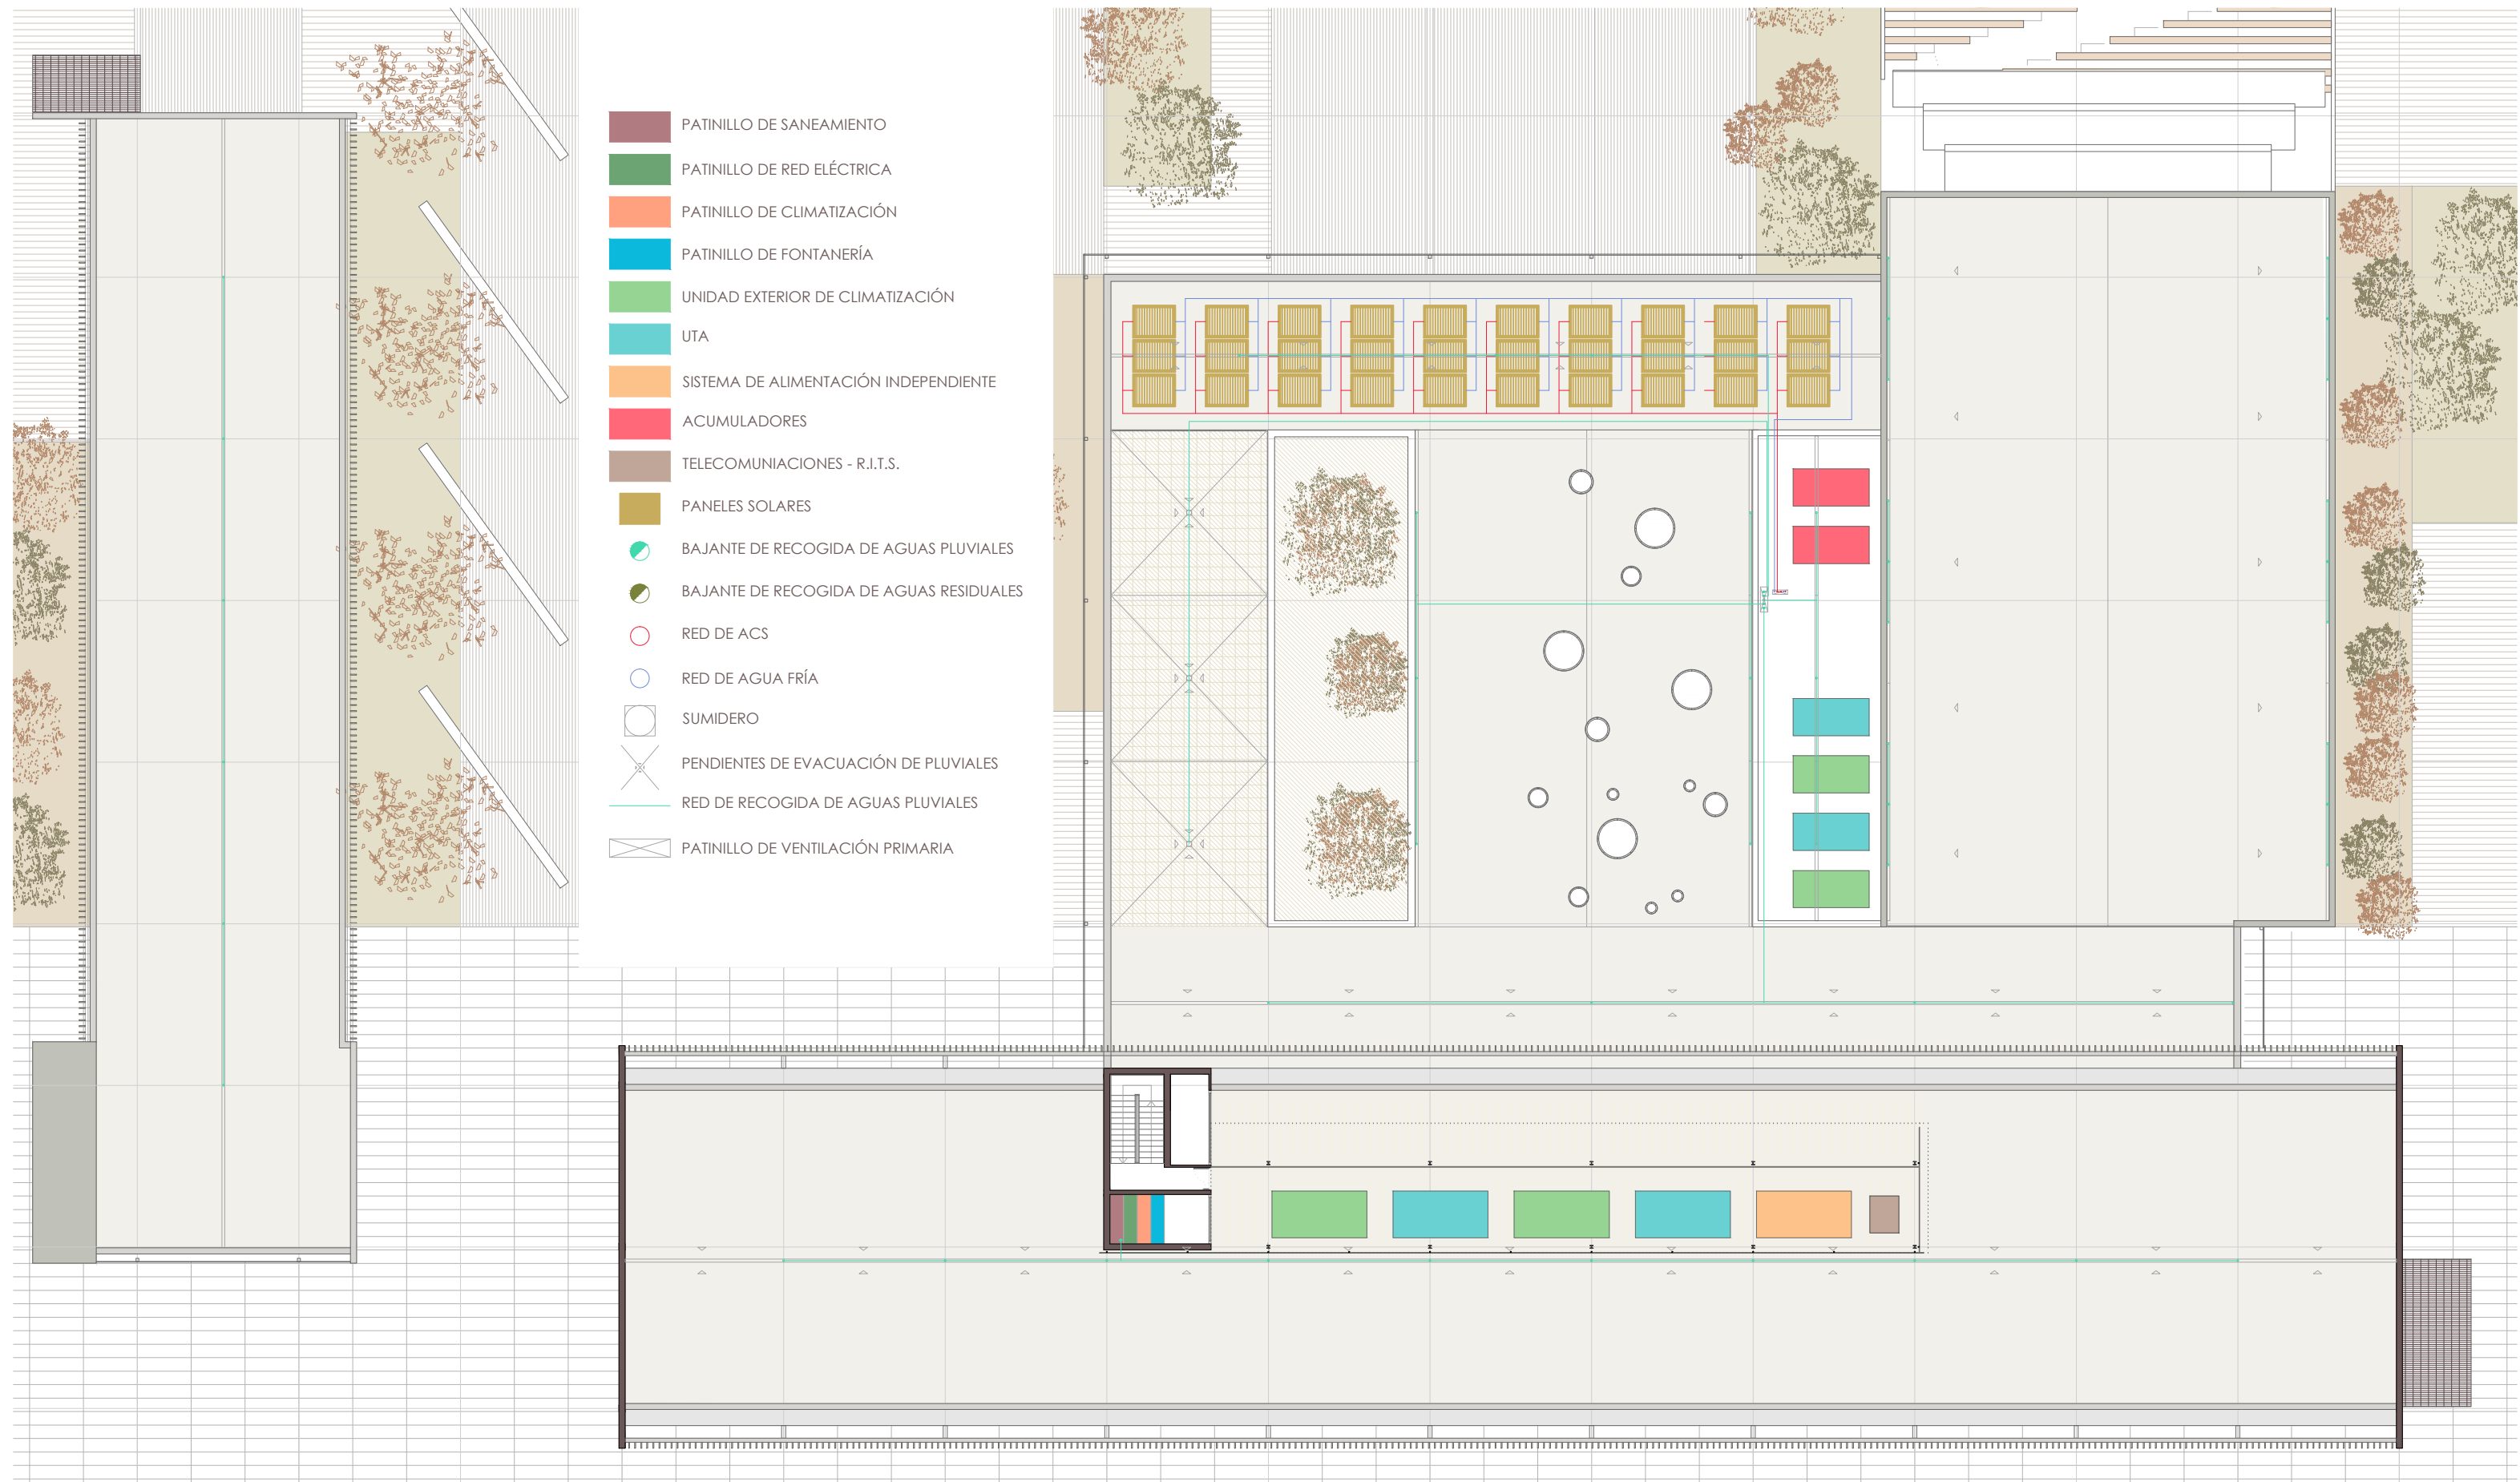 PATINILLO DE SANEAMIENTO
PATINILLO DE RED ELÉCTRICA
PATINILLO DE CLIMATIZACIÓN
PATINILLO DE FONTANERÍA
UNIDAD EXTERIOR DE CLIMATIZACIÓN
UTA
SISTEMA DE ALIMENTACIÓN INDEPENDIENTE
ACUMULADORES
TELECOMUNIACIONES - R.I.T.S.
PANELES SOLARES
BAJANTE DE RECOGIDA DE AGUAS PLUVIALES
BAJANTE DE RECOGIDA DE AGUAS RESIDUALES
RED DE ACS
RED DE AGUA FRÍA
SUMIDERO
PENDIENTES DE EVACUACIÓN DE PLUVIALES
RED DE RECOGIDA DE AGUAS PLUVIALES
PATINILLO DE VENTILACIÓN PRIMARIA